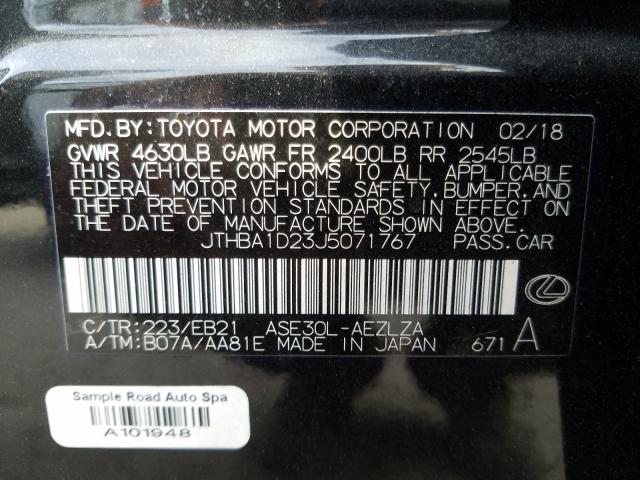 MFD. BY: TOYOTA MOTOR CORPORATION 02/18
GVWR 4630LB GAWR FR 2400LB RR 2545LB
THIS VEHICLE CONFORMS TO ALL APPLICABLE
FEDERAL MOTOR VEHICLE SAFETY, BUMPER, AND
THEFT PREVENTION STANDARDS IN EFFECT ON
THE DATE OF MANUFACTURE SHOWN ABOVE.
JTHBA1D23J5071767 PASS. CAR
C/TR: 223/EB21 ASE30L-AEZLZA
A/TM: B07A/AA81E MADE IN JAPAN 671 A
Sample Road Auto Spa
A101948